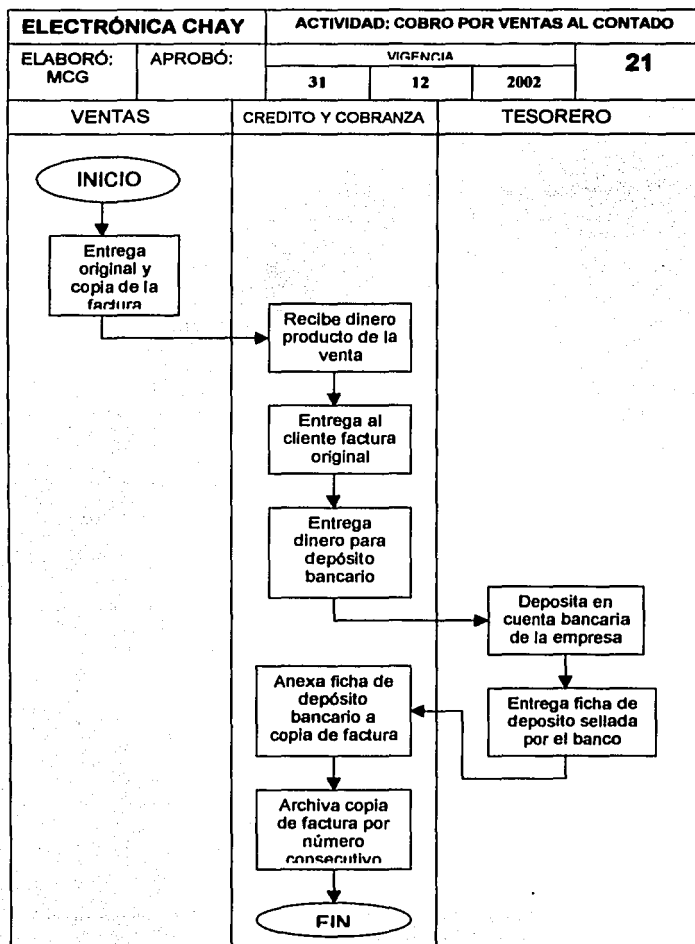 ELECTRÓNICA CHAY
ACTIVIDAD: COBRO POR VENTAS AL CONTADO
ELABORÓ:
MCG
APROBÓ:
VIGENCIA
31
12
2002
21
VENTAS
CREDITO Y COBRANZA
TESORERO
INICIO
Entrega
original y
copia de la
factura
Recibe dinero
producto de la
venta
Entrega al
cliente factura
original
Entrega
dinero para
depósito
bancario
Deposita en
cuenta bancaria
de la empresa
Entrega ficha de
deposito sellada
por el banco
Anexa ficha de
depósito
bancario a
copia de factura
Archiva copia
de factura por
número
consecutivo
FIN